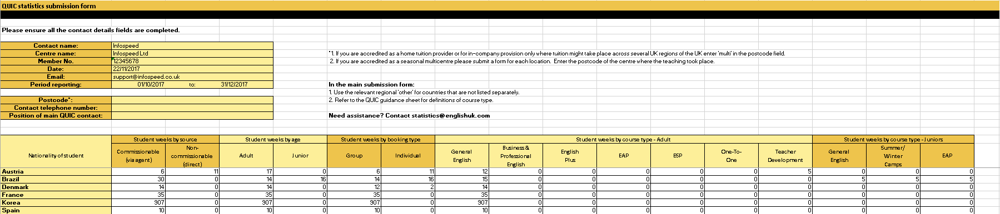 QUIC statistics submission form
Please ensure all the contact details fields are completed.
Contact name: Infospeed
Centre name: Infospeed Ltd
Member No. 12345678
Date: 22/11/2017
Email: support@infospeed.co.uk
Period reporting: 01/10/2017 to: 31/12/2017
Postcode*:
Contact telephone number:
Position of main QUIC contact:
*1. If you are accredited as a home tuition provider or for in-company provision only where tuition might take place across several UK regions of the UK enter 'multi' in the postcode field.
2. If you are accredited as a seasonal multicentre please submit a form for each location. Enter the postcode of the centre where the teaching took place.
In the main submission form:
1. Use the relevant regional 'other' for countries that are not listed separately.
2. Refer to the QUIC guidance sheet for definitions of course type.
Need assistance? Contact statistics@englishuk.com
Nationality of student
Student weeks by source
Student weeks by age
Student weeks by booking type
Student weeks by course type - Adult
Student weeks by course type - Juniors
Commissionable
(via agent)
Non-
commissionable
(direct)
Adult
Junior
Group
Individual
General
English
Business &
Professional
English
English
Plus
EAP
ESP
One-To-
One
Teacher
Development
General
English
Summer/
Winter
Camps
EAP
Austria 6 11 17 0 6 11 12 0 0 0 0 0 5 0 0 0
Brazil 30 0 14 16 14 16 15 0 0 0 0 0 0 5 5 5
Denmark 14 0 14 0 12 2 14 0 0 0 0 0 0 0 0 0
France 35 0 35 0 35 0 35 0 0 0 0 0 0 0 0 0
Korea 907 0 907 0 907 0 907 0 0 0 0 0 0 0 0 0
Spain 10 0 10 0 10 0 10 0 0 0 0 0 0 0 0 0